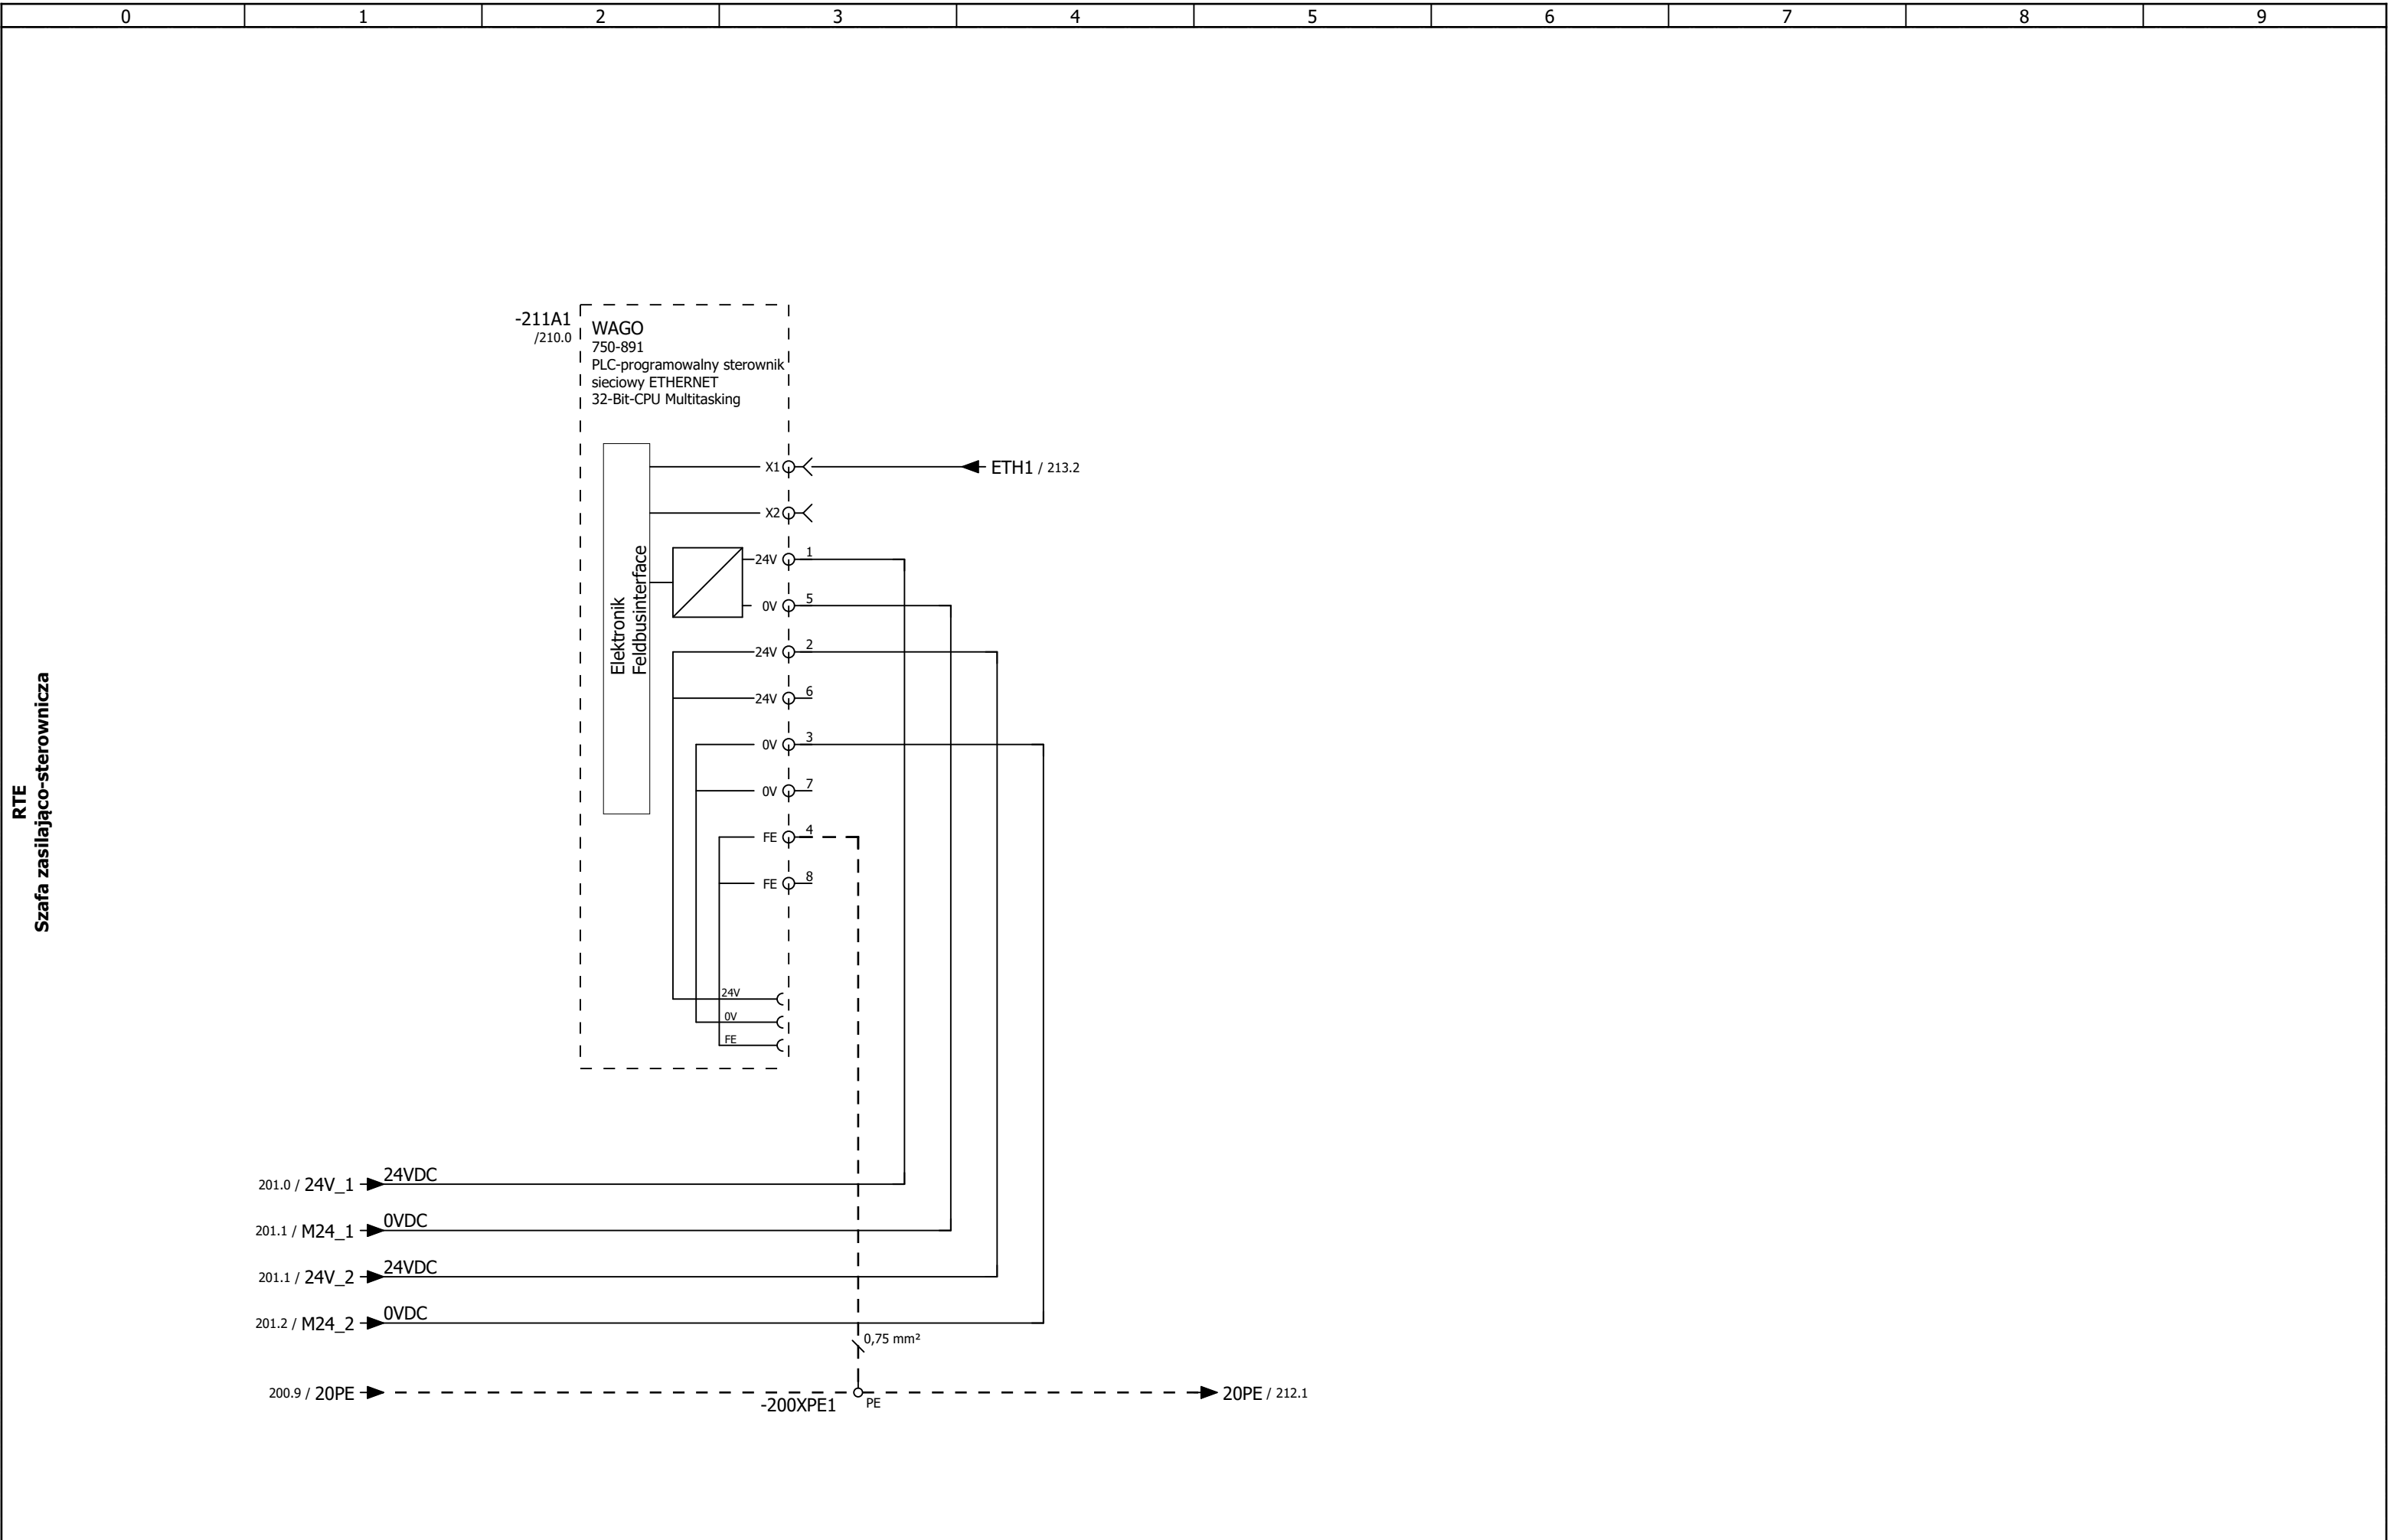 0 1 2 3 4 5 6 7 8 9
-211A1
/210.0
WAGO
750-891
PLC-programowalny sterownik
sieciowy ETHERNET
32-Bit-CPU Multitasking
X1
ETH1 / 213.2
X2
24V 1
0V 5
24V 2
24V 6
0V 3
0V 7
FE 4
FE 8
Elektronik
Feldbusinterface
24V
0V
FE
RTE
Szafa zasilająco-sterownicza
201.0 / 24V_1 24VDC
201.1 / M24_1 0VDC
201.1 / 24V_2 24VDC
201.2 / M24_2 0VDC
0,75 mm²
200.9 / 20PE
-200XPE1 PE
20PE / 212.1